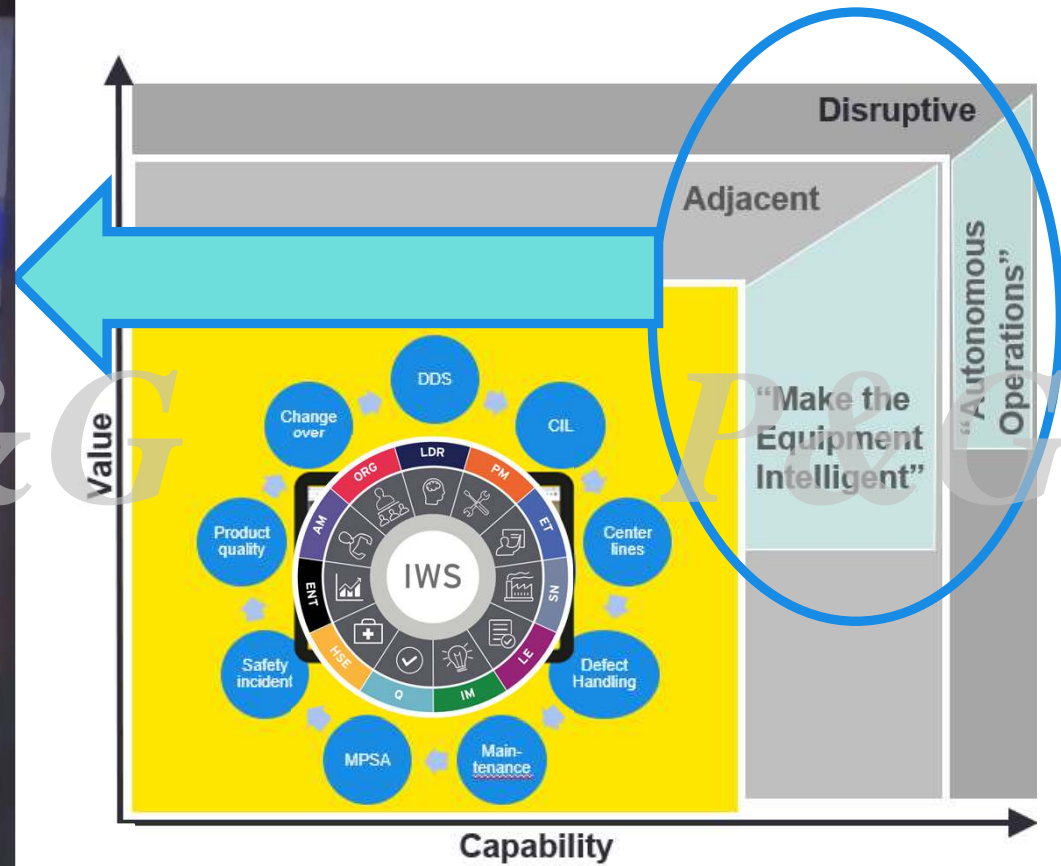 Disruptive
Adjacent
"Autonomous
Operations"
"Make the
Equipment
Intelligent"
Value
Capability
DDS
CIL
Center
lines
Defect
Handling
Main-
tenance
MPSA
Safety
incident
Product
quality
Change
over
IWS
LDR
PM
ET
SN
LE
IM
Q
HSE
ENT
AM
ORG
&G
P&G